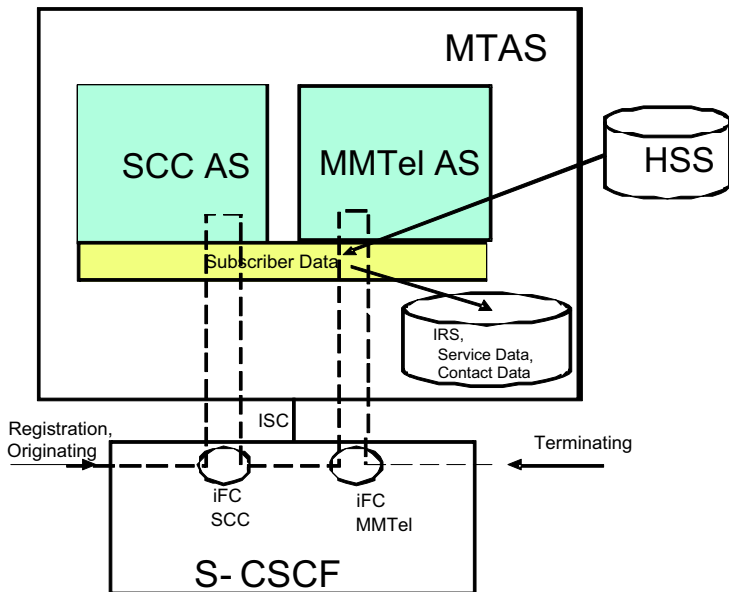 MTAS
SCC AS
MMTel AS
HSS
Subscriber Data
IRS,
Service Data,
Contact Data
ISC
Registration,
Originating
Terminating
iFC
SCC
iFC
MMTel
S- CSCF